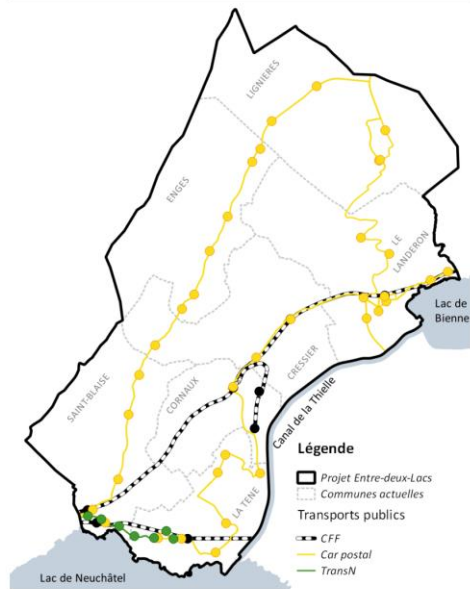 LIGNIERES
ENGES
LE
LANDERON
Lac de
Bienne
SAINT-BLAISE
CORNAUX
CRESSIER
Canal de la Thielle
LA TENE
Légende
Projet Entre-deux-Lacs
Communes actuelles
Transports publics
CFF
Car postal
TransN
Lac de Neuchâtel